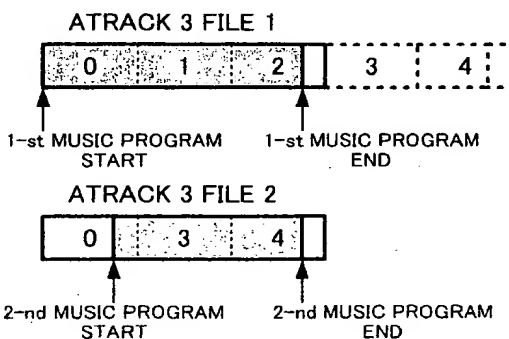 ATRACK 3 FILE 1
0 1 2 3 4
1-st MUSIC PROGRAM START
1-st MUSIC PROGRAM END
ATRACK 3 FILE 2
0 3 4
2-nd MUSIC PROGRAM START
2-nd MUSIC PROGRAM END